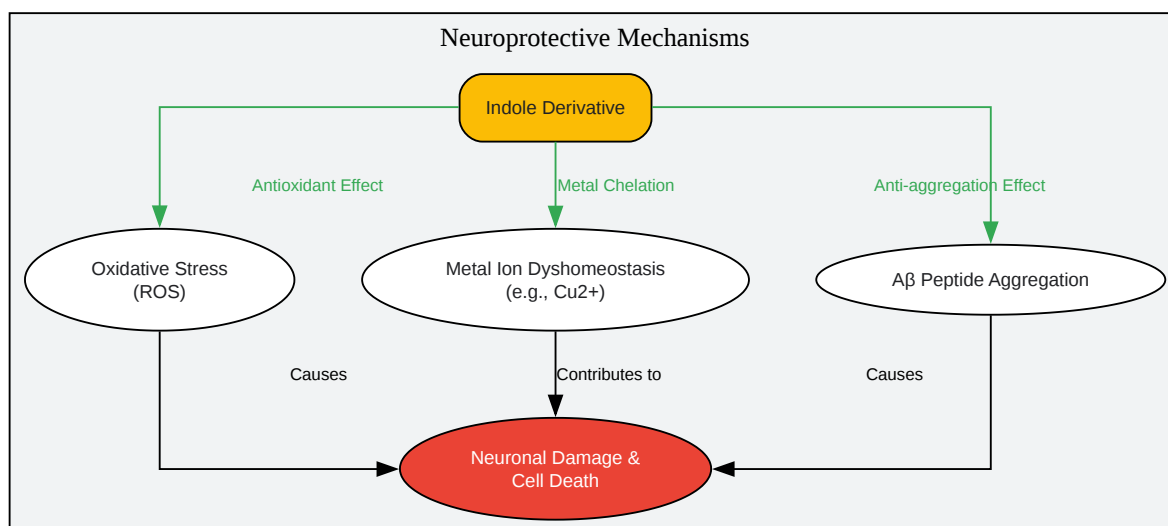 Neuroprotective Mechanisms
Indole Derivative
Antioxidant Effect
Metal Chelation
Anti-aggregation Effect
Oxidative Stress
(ROS)
Metal Ion Dyshomeostasis
(e.g., Cu2+)
Aβ Peptide Aggregation
Causes
Contributes to
Causes
Neuronal Damage &
Cell Death